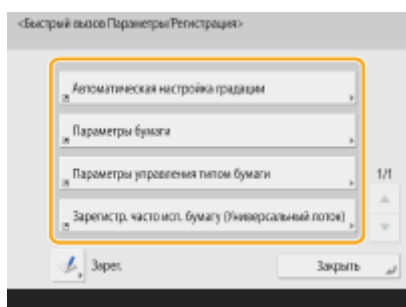 <Быстрый вызов Параметры/Регистрация>
Автоматическая настройка градации
Параметры бумаги
Параметры управления типом бумаги
1/1
Зарегистр. часто исп. бумагу (Универсальный лоток)
Зарег.
Закрыть